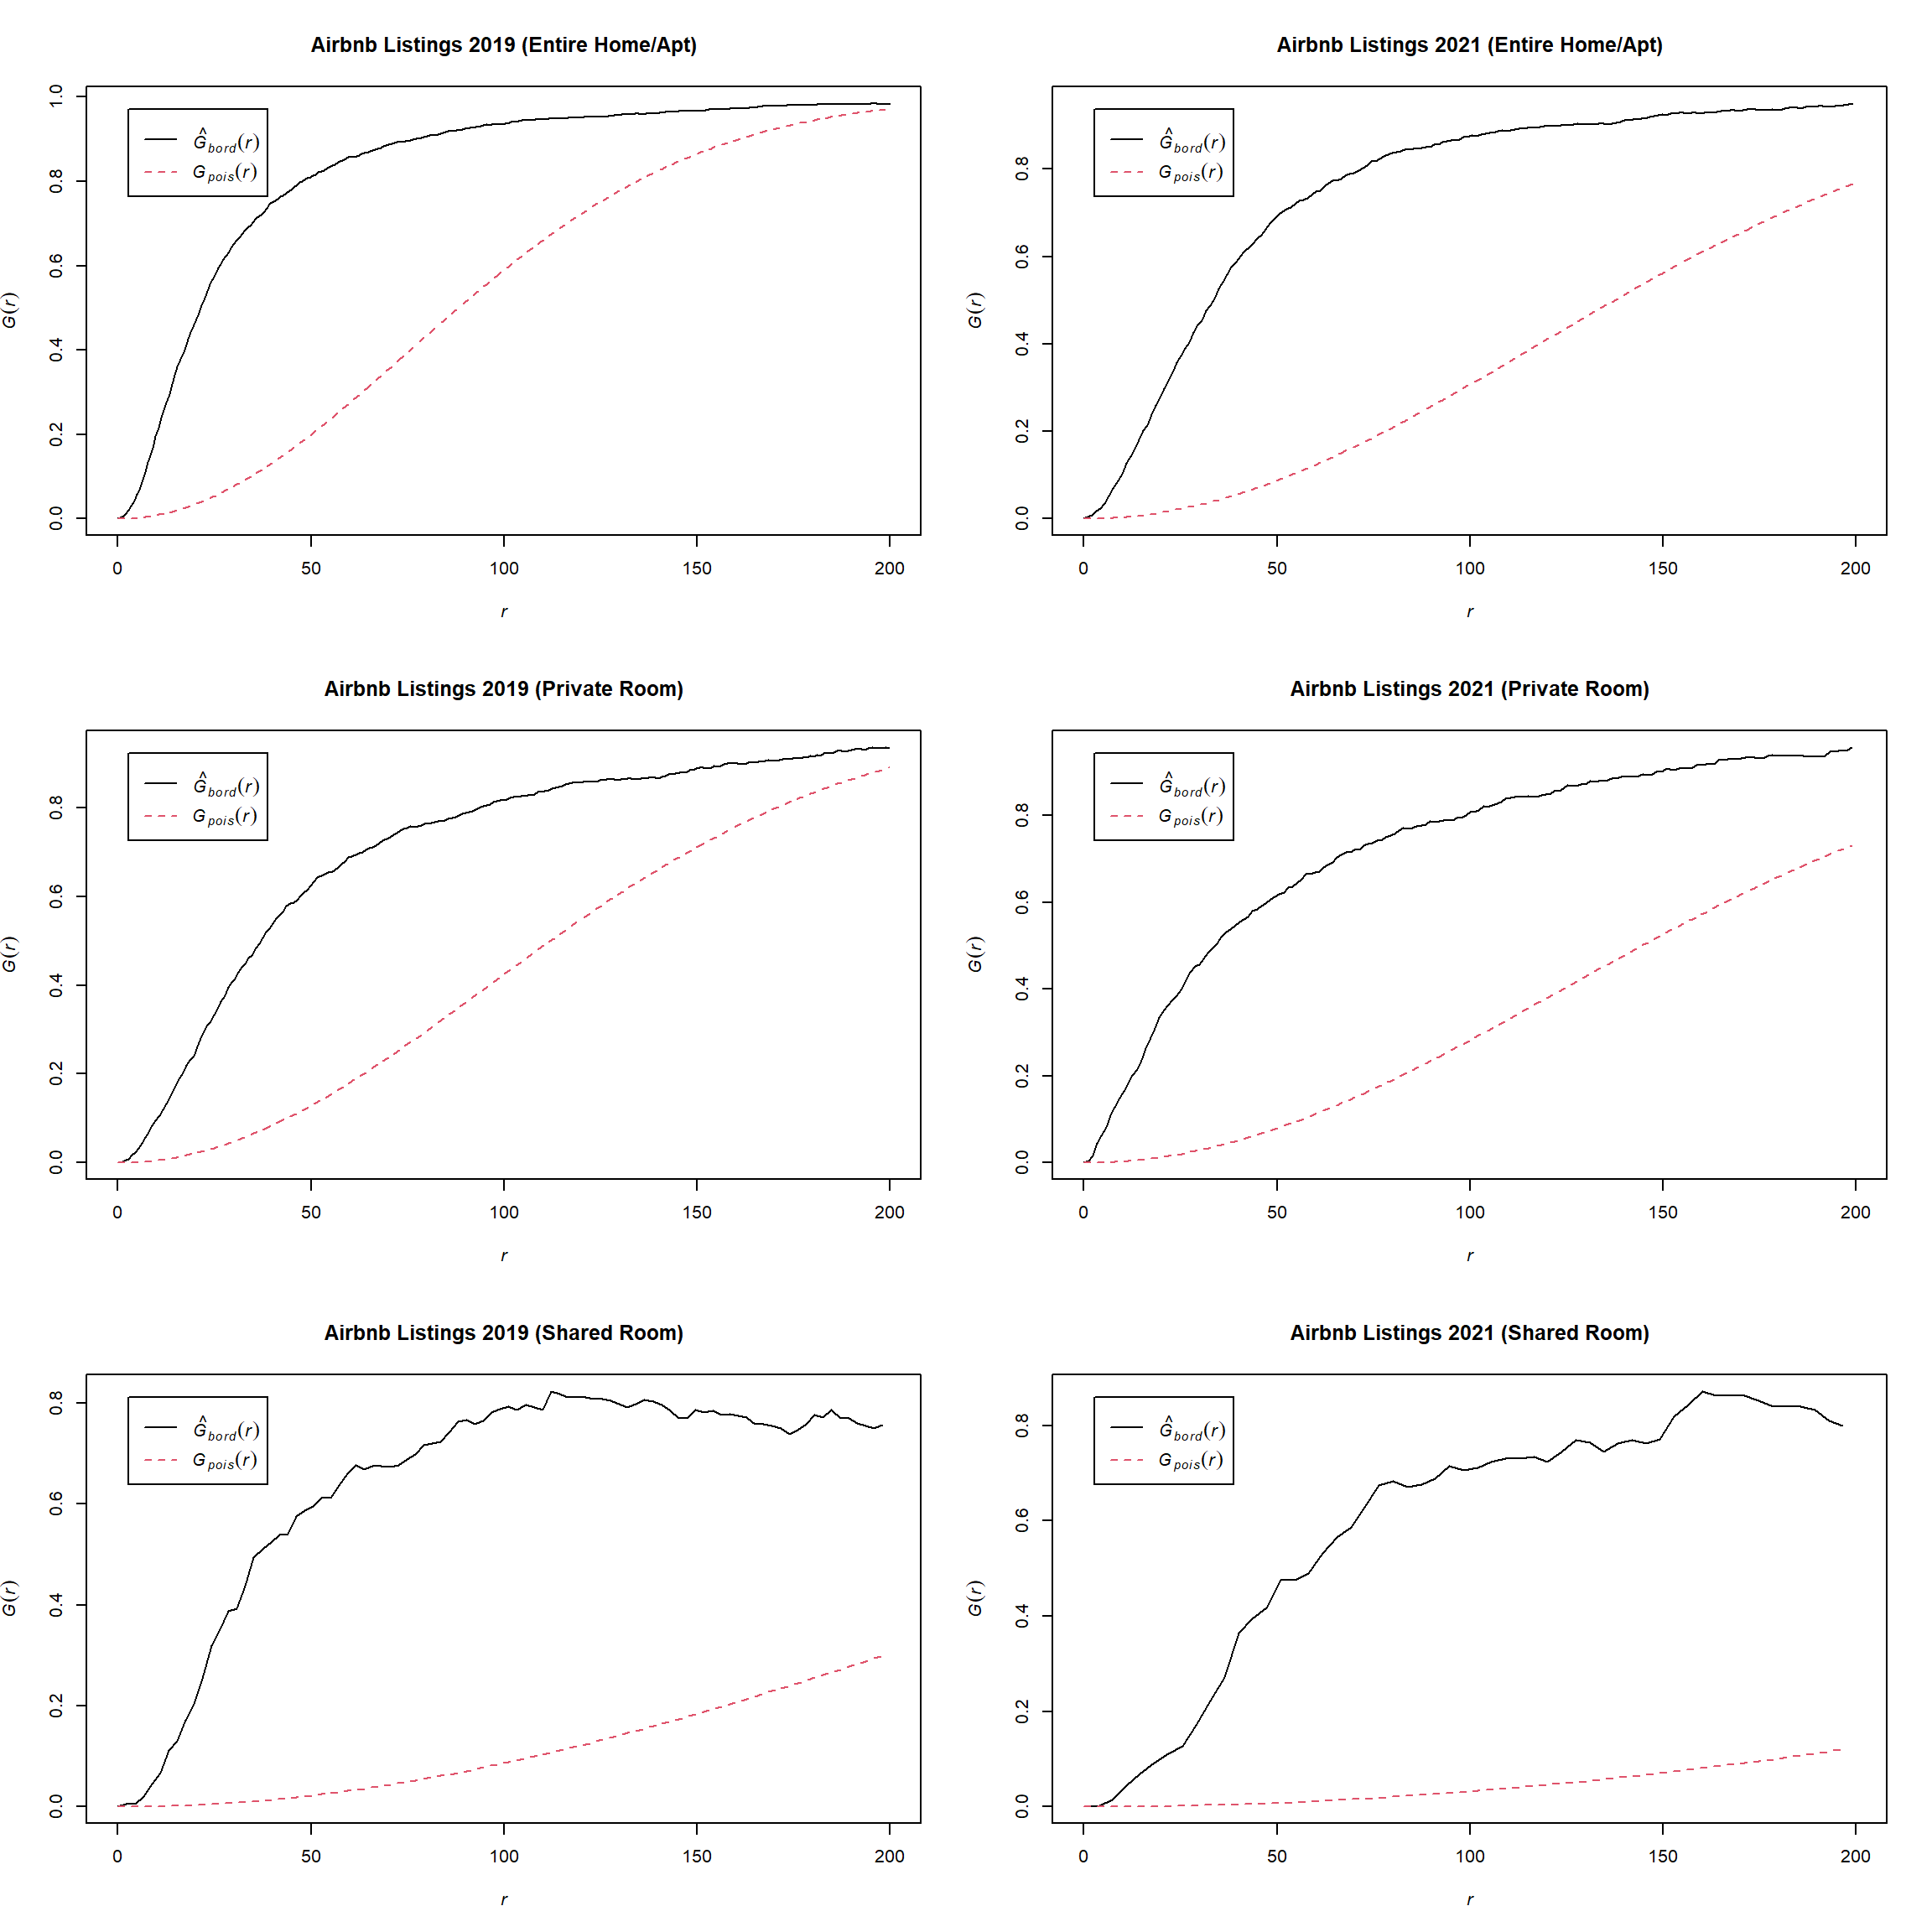 Airbnb Listings 2019 (Entire Home/Apt)
1.0
0.8
0.6
0.4
0.2
0.0
G(r)
Ĝbord(r)
Gpois(r)
0 50 100 150 200
r
Airbnb Listings 2021 (Entire Home/Apt)
0.8
0.6
0.4
0.2
0.0
G(r)
Ĝbord(r)
Gpois(r)
0 50 100 150 200
r
Airbnb Listings 2019 (Private Room)
0.8
0.6
0.4
0.2
0.0
G(r)
Ĝbord(r)
Gpois(r)
0 50 100 150 200
r
Airbnb Listings 2021 (Private Room)
0.8
0.6
0.4
0.2
0.0
G(r)
Ĝbord(r)
Gpois(r)
0 50 100 150 200
r
Airbnb Listings 2019 (Shared Room)
0.8
0.6
0.4
0.2
0.0
G(r)
Ĝbord(r)
Gpois(r)
0 50 100 150 200
r
Airbnb Listings 2021 (Shared Room)
0.8
0.6
0.4
0.2
0.0
G(r)
Ĝbord(r)
Gpois(r)
0 50 100 150 200
r